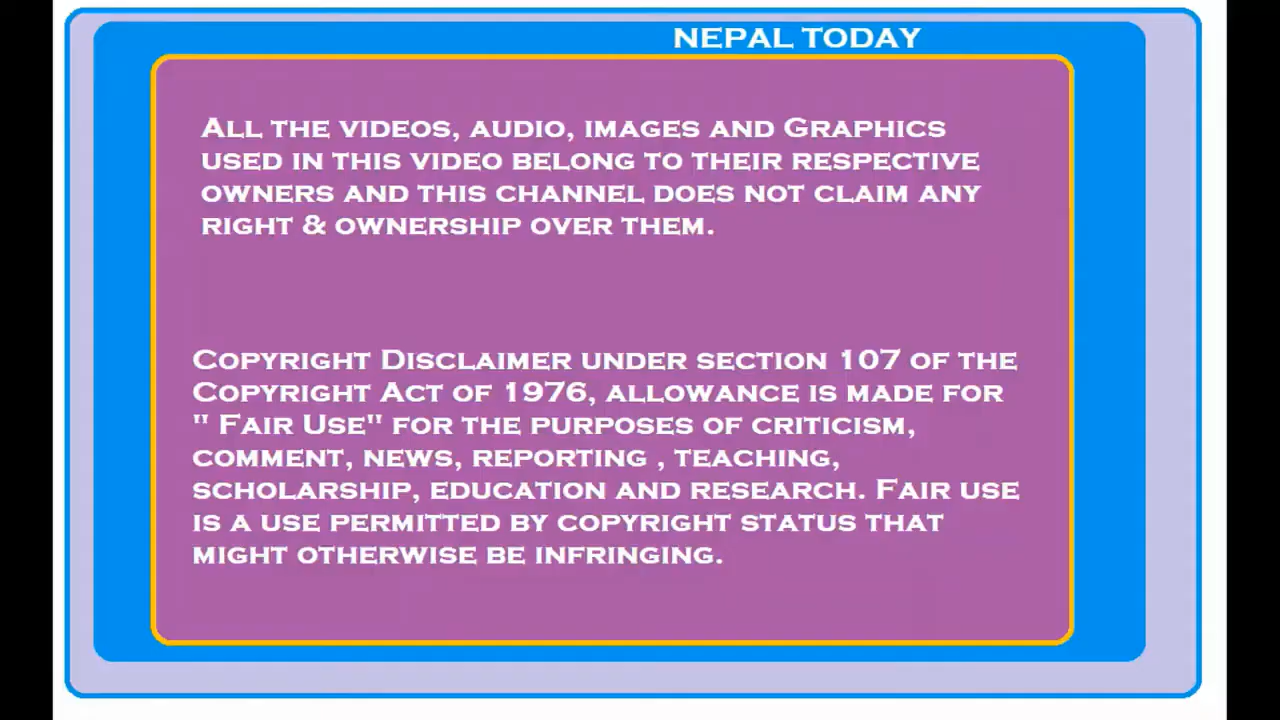 NEPAL TODAY
All the videos, audio, images and Graphics
used in this video belong to their respective
owners and this channel does not claim any
right & ownership over them.
Copyright Disclaimer under section 107 of the
Copyright Act of 1976, allowance is made for
" Fair Use" for the purposes of criticism,
comment, news, reporting , teaching,
scholarship, education and research. Fair use
is a use permitted by copyright status that
might otherwise be infringing.